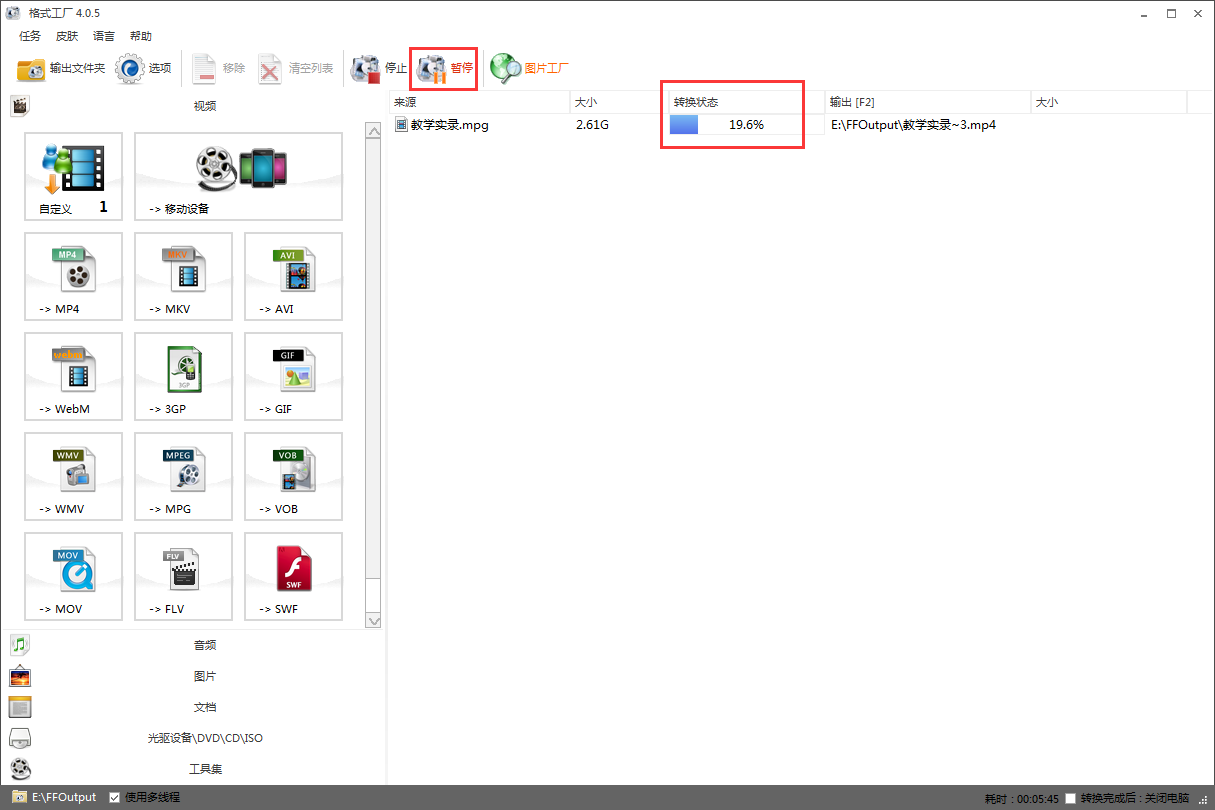 格式工厂 4.0.5
任务 皮肤 语言 帮助
输出文件夹 选项 移除 清空列表 停止 暂停 图片工厂
视频
自定义 1
-> 移动设备
MP4
-> MP4
MKV
-> MKV
AVI
-> AVI
webm
-> WebM
3GP
-> 3GP
GIF
-> GIF
WMV
-> WMV
MPEG
-> MPG
VOB
-> VOB
MOV
-> MOV
FLV
-> FLV
SWF
-> SWF
音频
图片
文档
光驱设备\DVD\CD\ISO
工具集
来源 大小 转换状态 输出 [F2] 大小
教学实录.mpg 2.61G 19.6% E:\FFOutput\教学实录~3.mp4
E:\FFOutput 使用多线程 耗时 : 00:05:45 转换完成后 : 关闭电脑